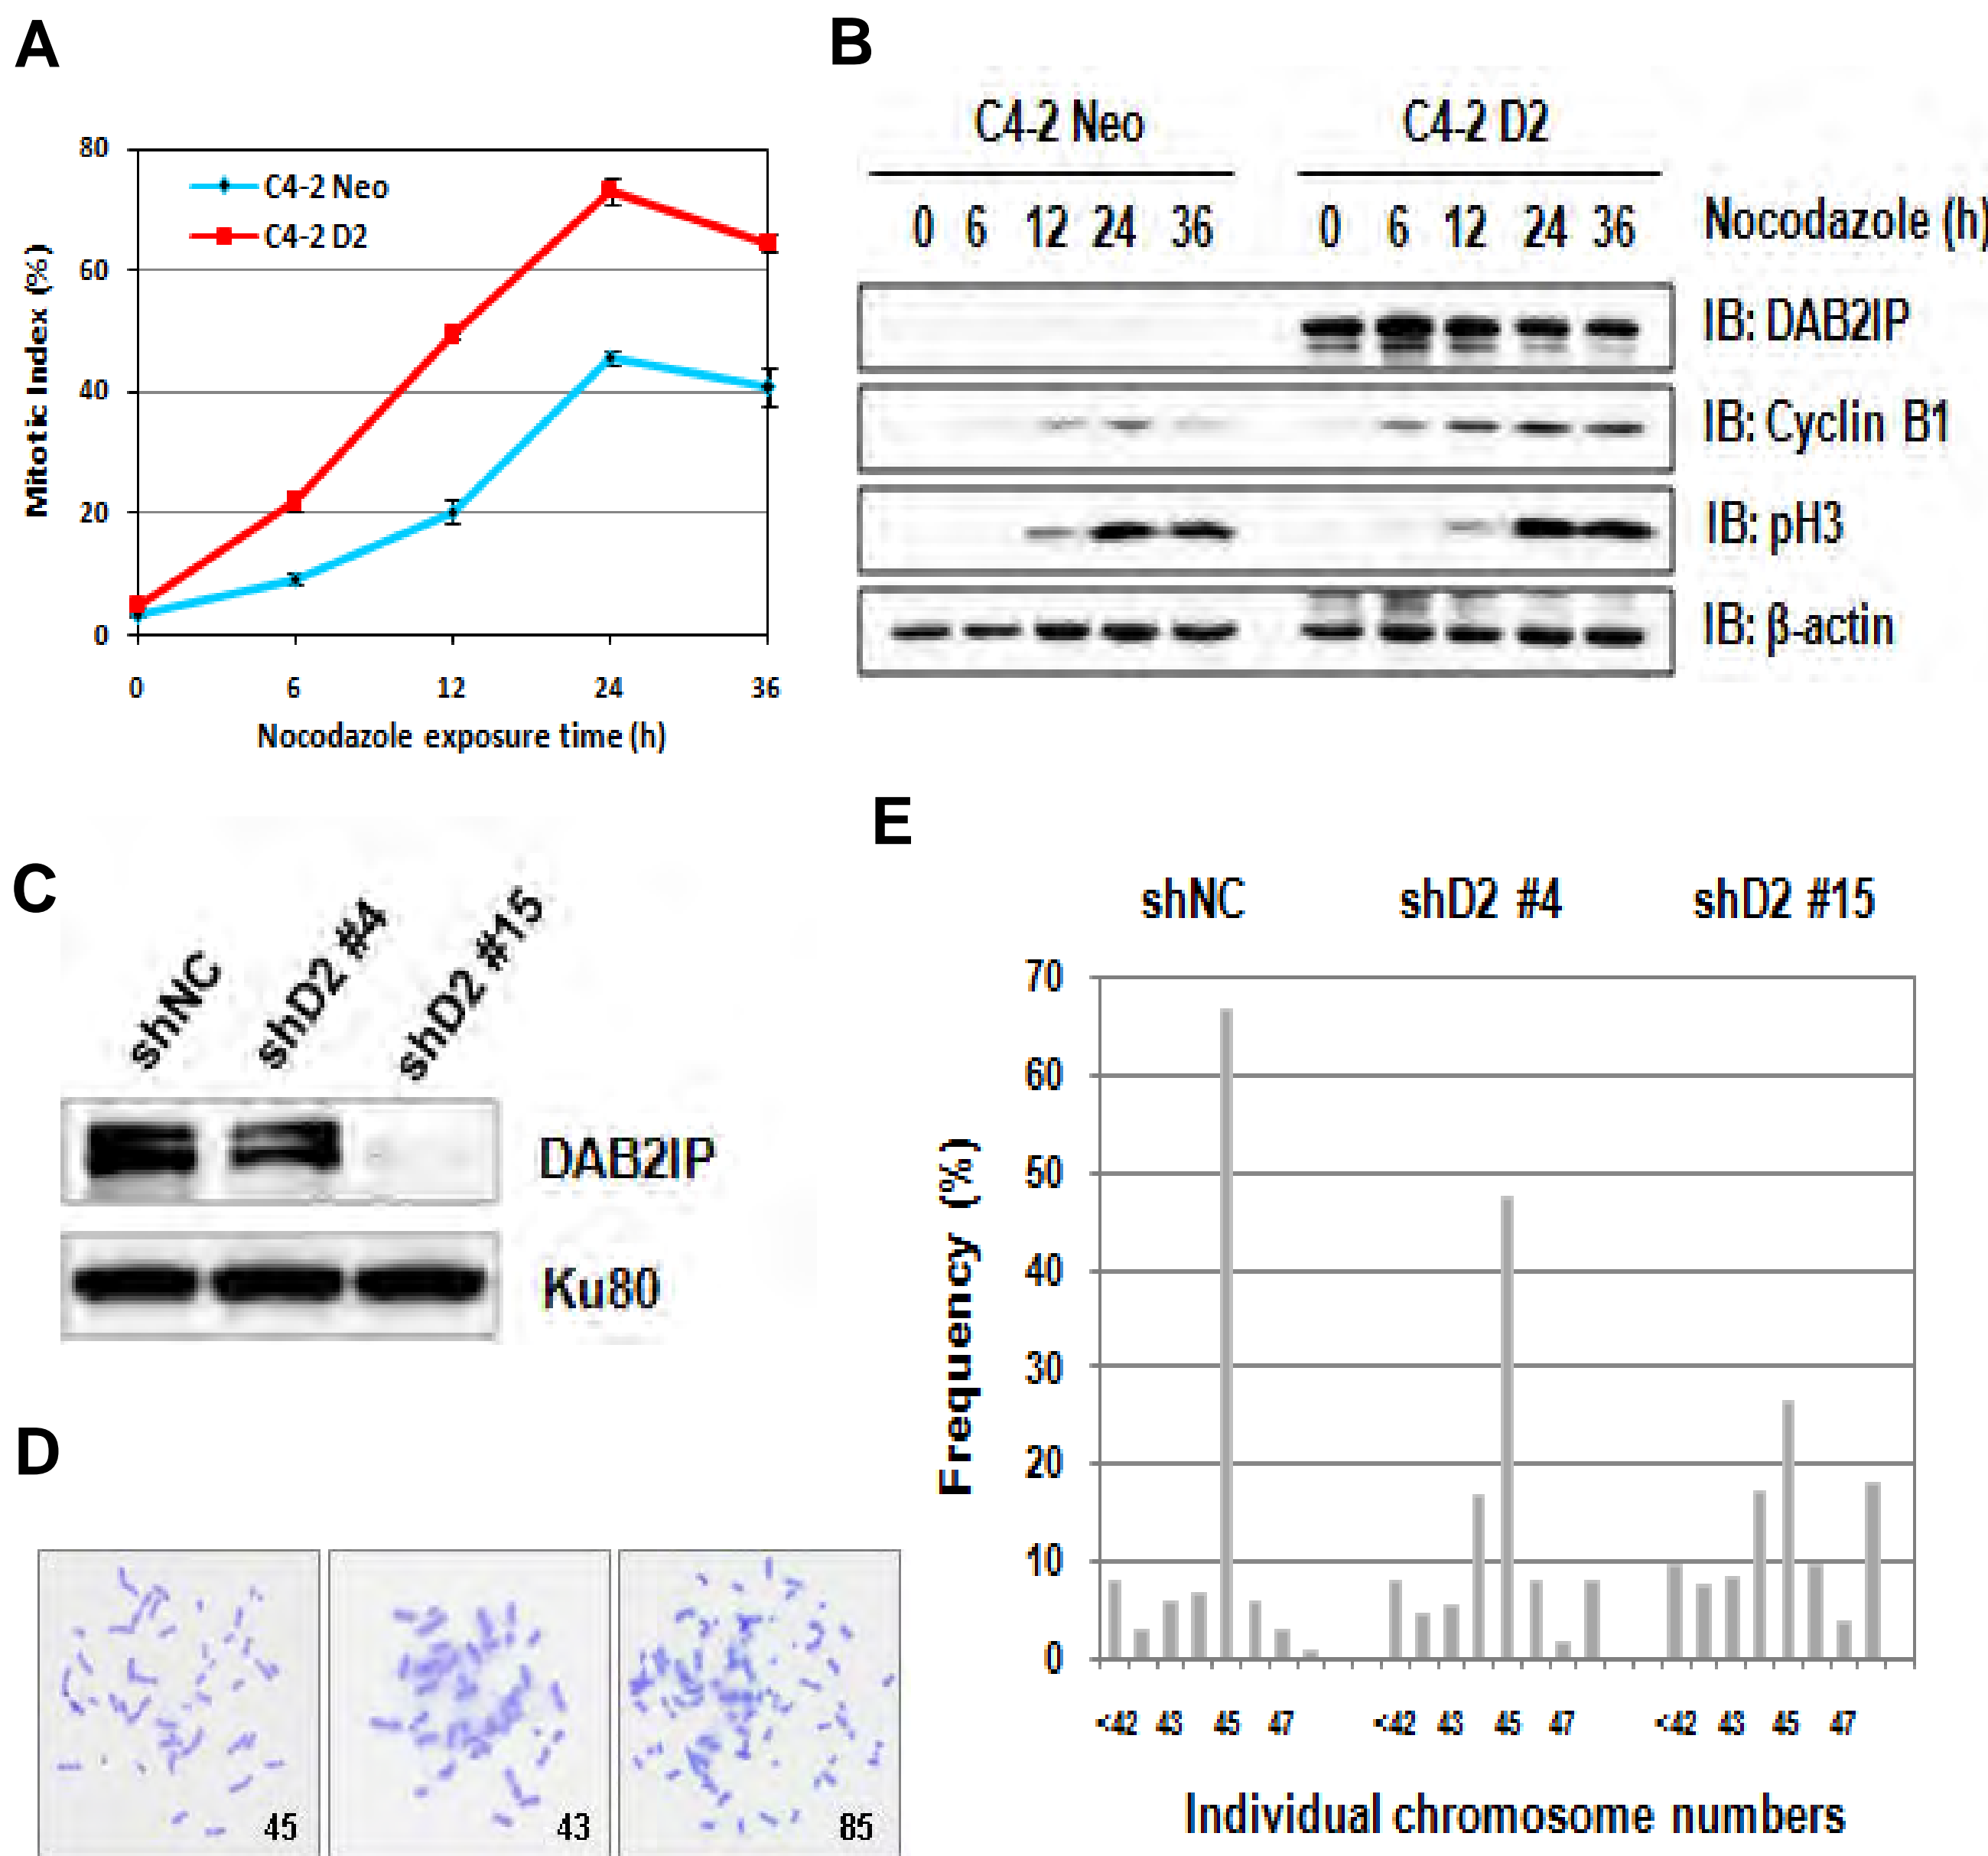 A
80
60
40
20
0
C4-2 Neo
C4-2 D2
Mitotic Index (%)
0 6 12 24 36
Nocodazole exposure time (h)
B
C4-2 Neo C4-2 D2
0 6 12 24 36 0 6 12 24 36 Nocodazole (h)
IB: DAB2IP
IB: Cyclin B1
IB: pH3
IB: β-actin
C
shNC shD2 #4 shD2 #15
DAB2IP
Ku80
D
45 43 85
E
shNC shD2 #4 shD2 #15
70
60
50
40
30
20
10
0
Frequency (%)
<42 43 45 47 <42 43 45 47 <42 43 45 47
Individual chromosome numbers